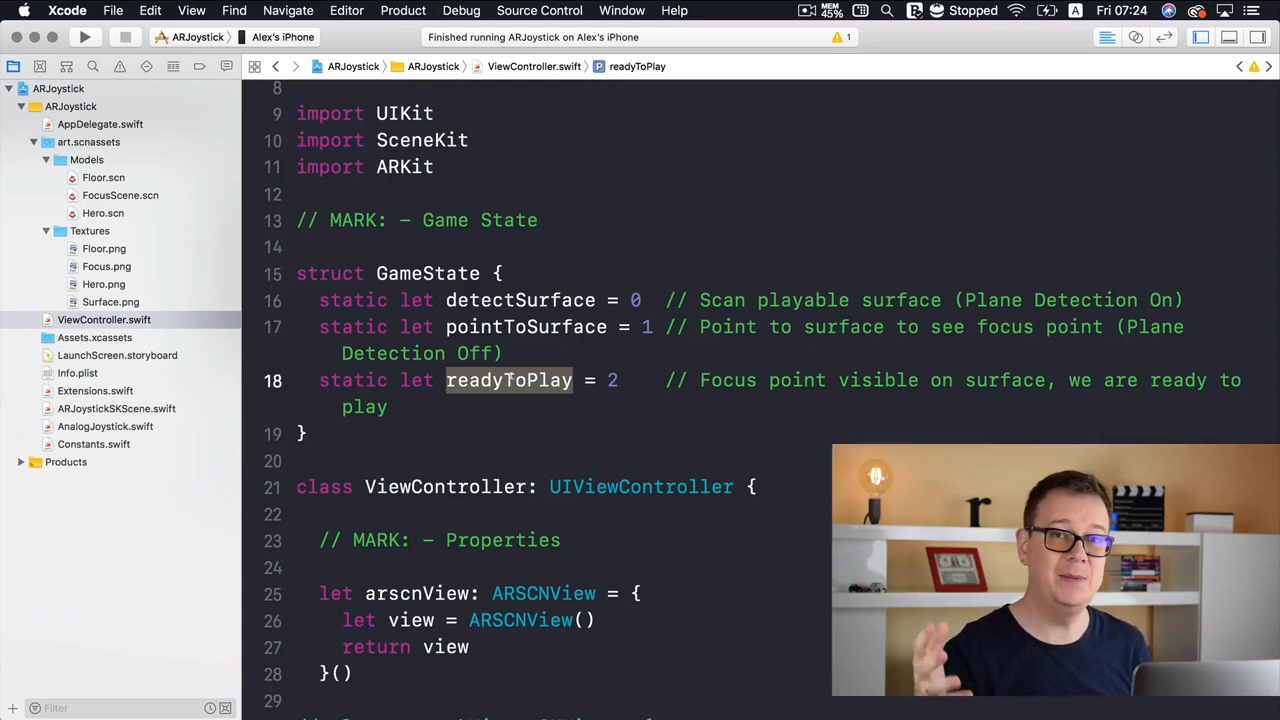 Xcode File Edit View Find Navigate Editor Product Debug Source Control Window Help MEM 45% Stopped A Fri 07:24
ARJoystick Alex's iPhone Finished running ARJoystick on Alex's iPhone 1
ARJoystick ARJoystick ViewController.swift P readyToPlay
ARJoystick
ARJoystick
AppDelegate.swift
art.scnassets
Models
Floor.scn
FocusScene.scn
Hero.scn
Textures
Floor.png
Focus.png
Hero.png
Surface.png
ViewController.swift
Assets.xcassets
LaunchScreen.storyboard
Info.plist
Extensions.swift
ARJoystickSKScene.swift
AnalogJoystick.swift
Constants.swift
Products
Filter
8
9 import UIKit
10 import SceneKit
11 import ARKit
12
13 // MARK: - Game State
14
15 struct GameState {
16 static let detectSurface = 0 // Scan playable surface (Plane Detection On)
17 static let pointToSurface = 1 // Point to surface to see focus point (Plane
Detection Off)
18 static let readyToPlay = 2 // Focus point visible on surface, we are ready to
play
19 }
20
21 class ViewController: UIViewController {
22
23 // MARK: - Properties
24
25 let arscnView: ARSCNView = {
26 let view = ARSCNView()
27 return view
28 }()
29